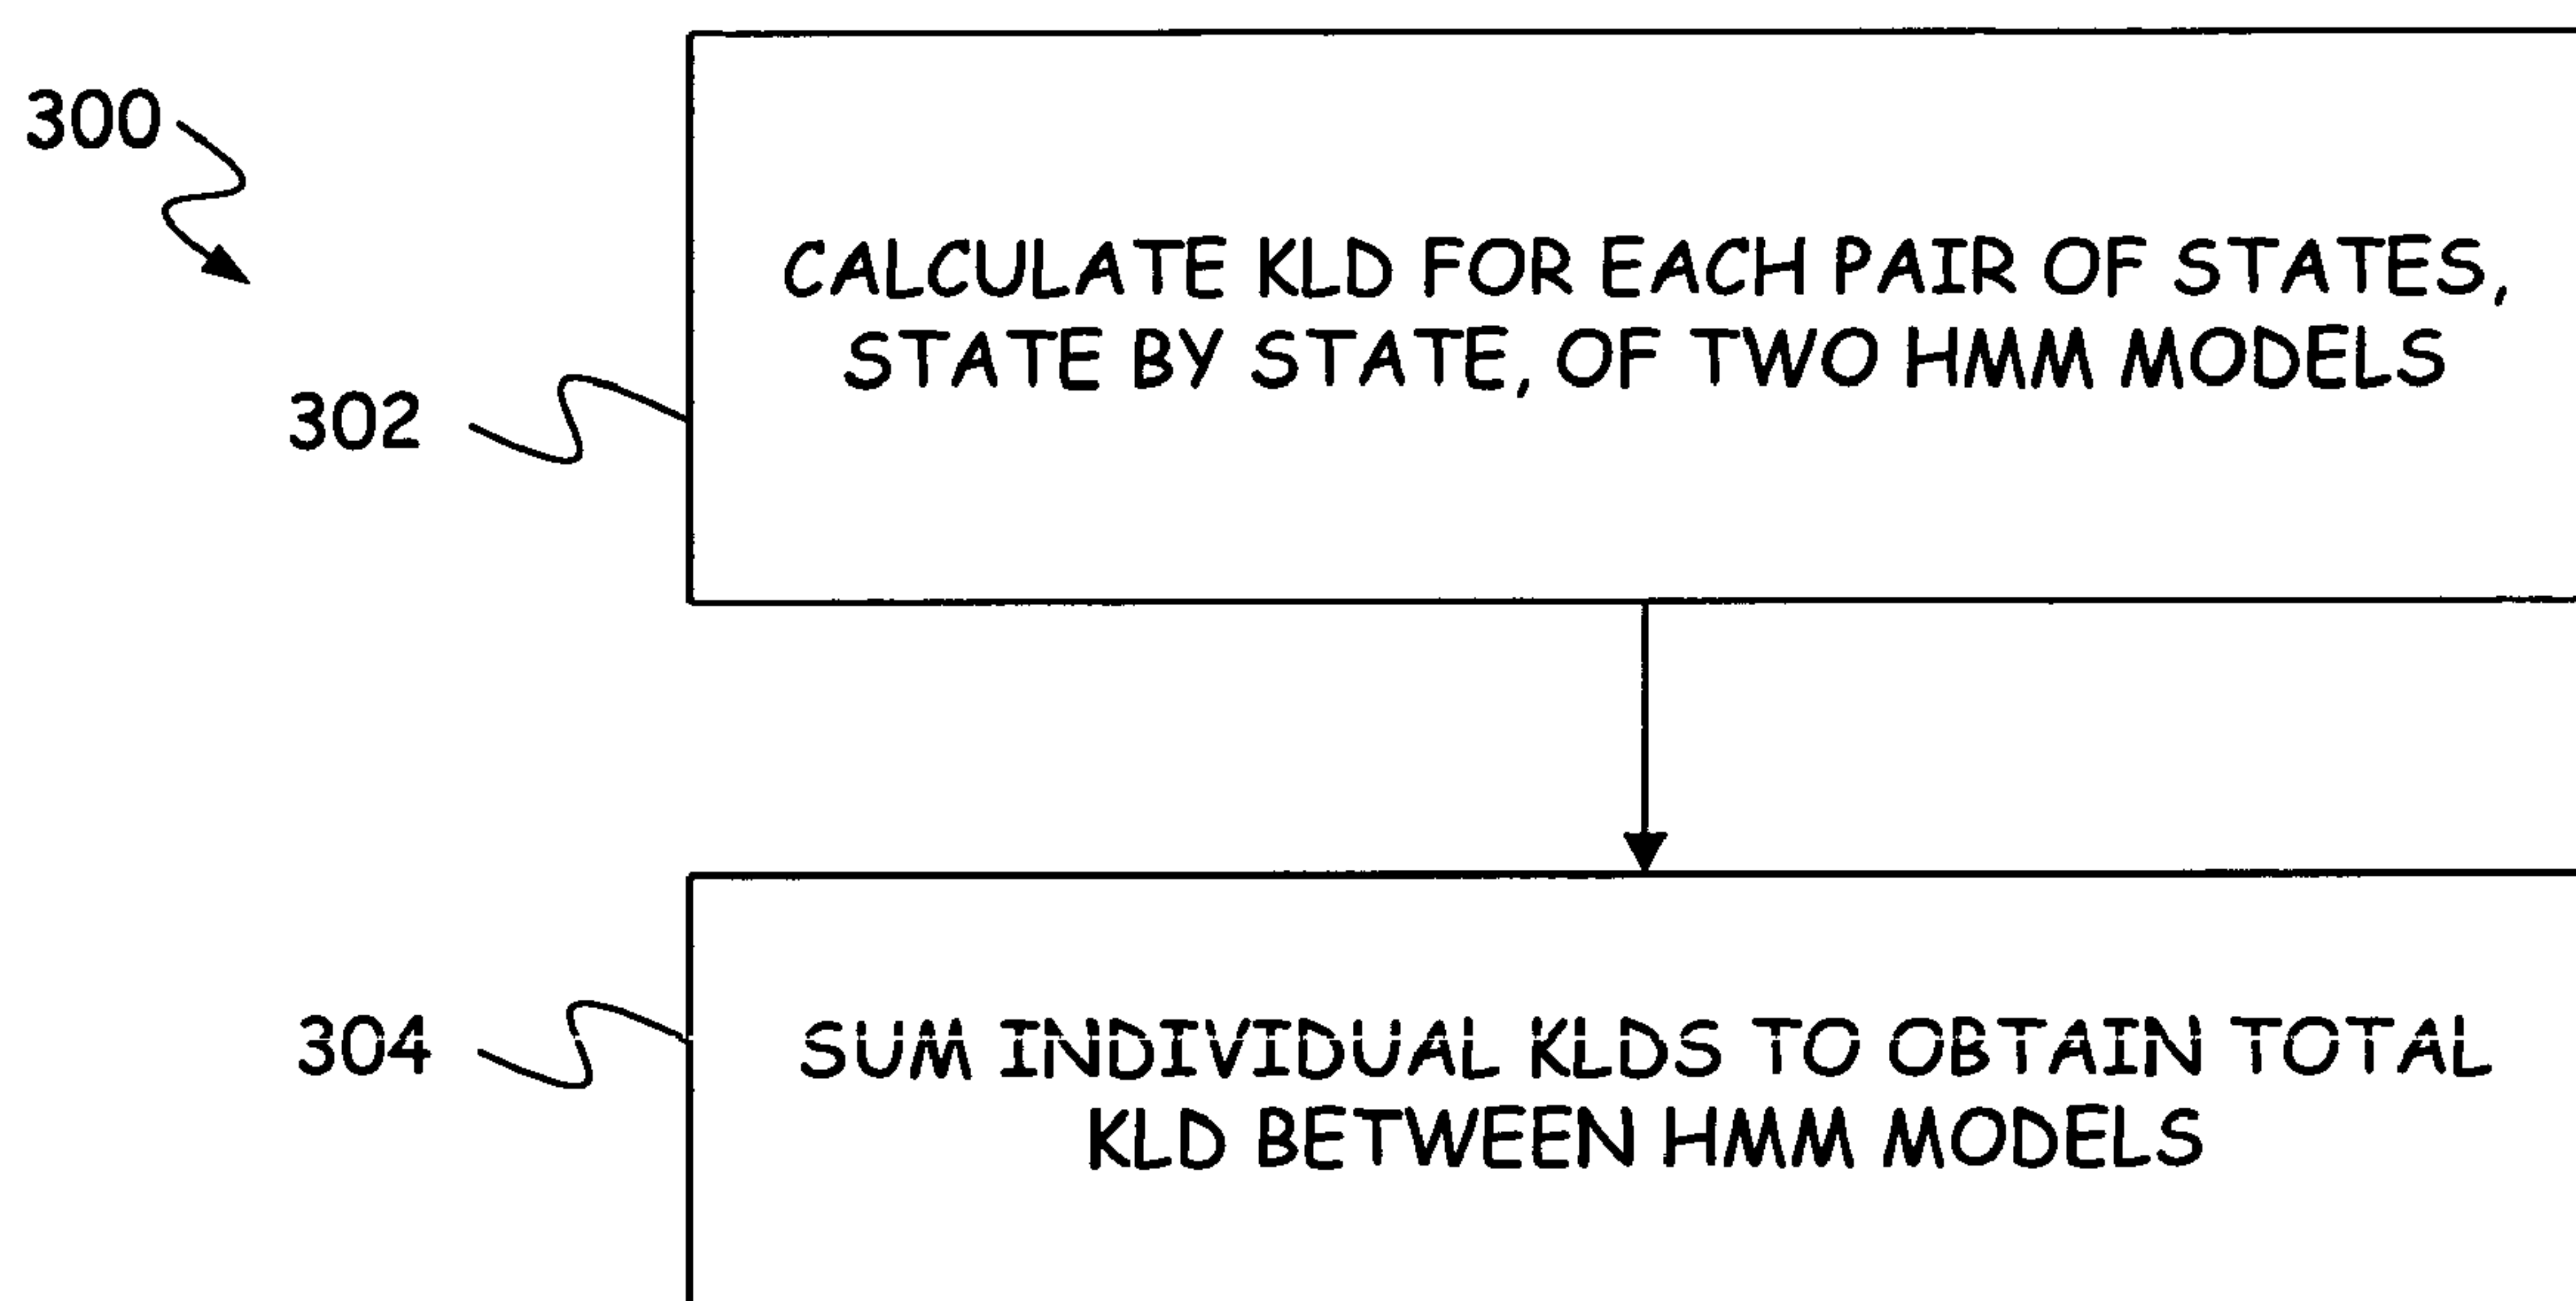 300
CALCULATE KLD FOR EACH PAIR OF STATES,
STATE BY STATE, OF TWO HMM MODELS
302
304
SUM INDIVIDUAL KLDS TO OBTAIN TOTAL
KLD BETWEEN HMM MODELS